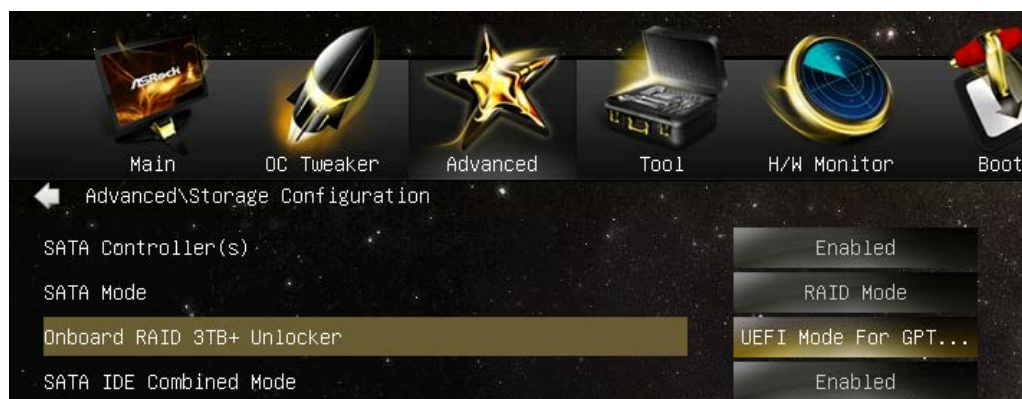 ASRock
Main OC Tweaker Advanced Tool H/W Monitor Boot
Advanced\Storage Configuration
SATA Controller(s) Enabled
SATA Mode RAID Mode
Onboard RAID 3TB+ Unlocker UEFI Mode For GPT...
SATA IDE Combined Mode Enabled